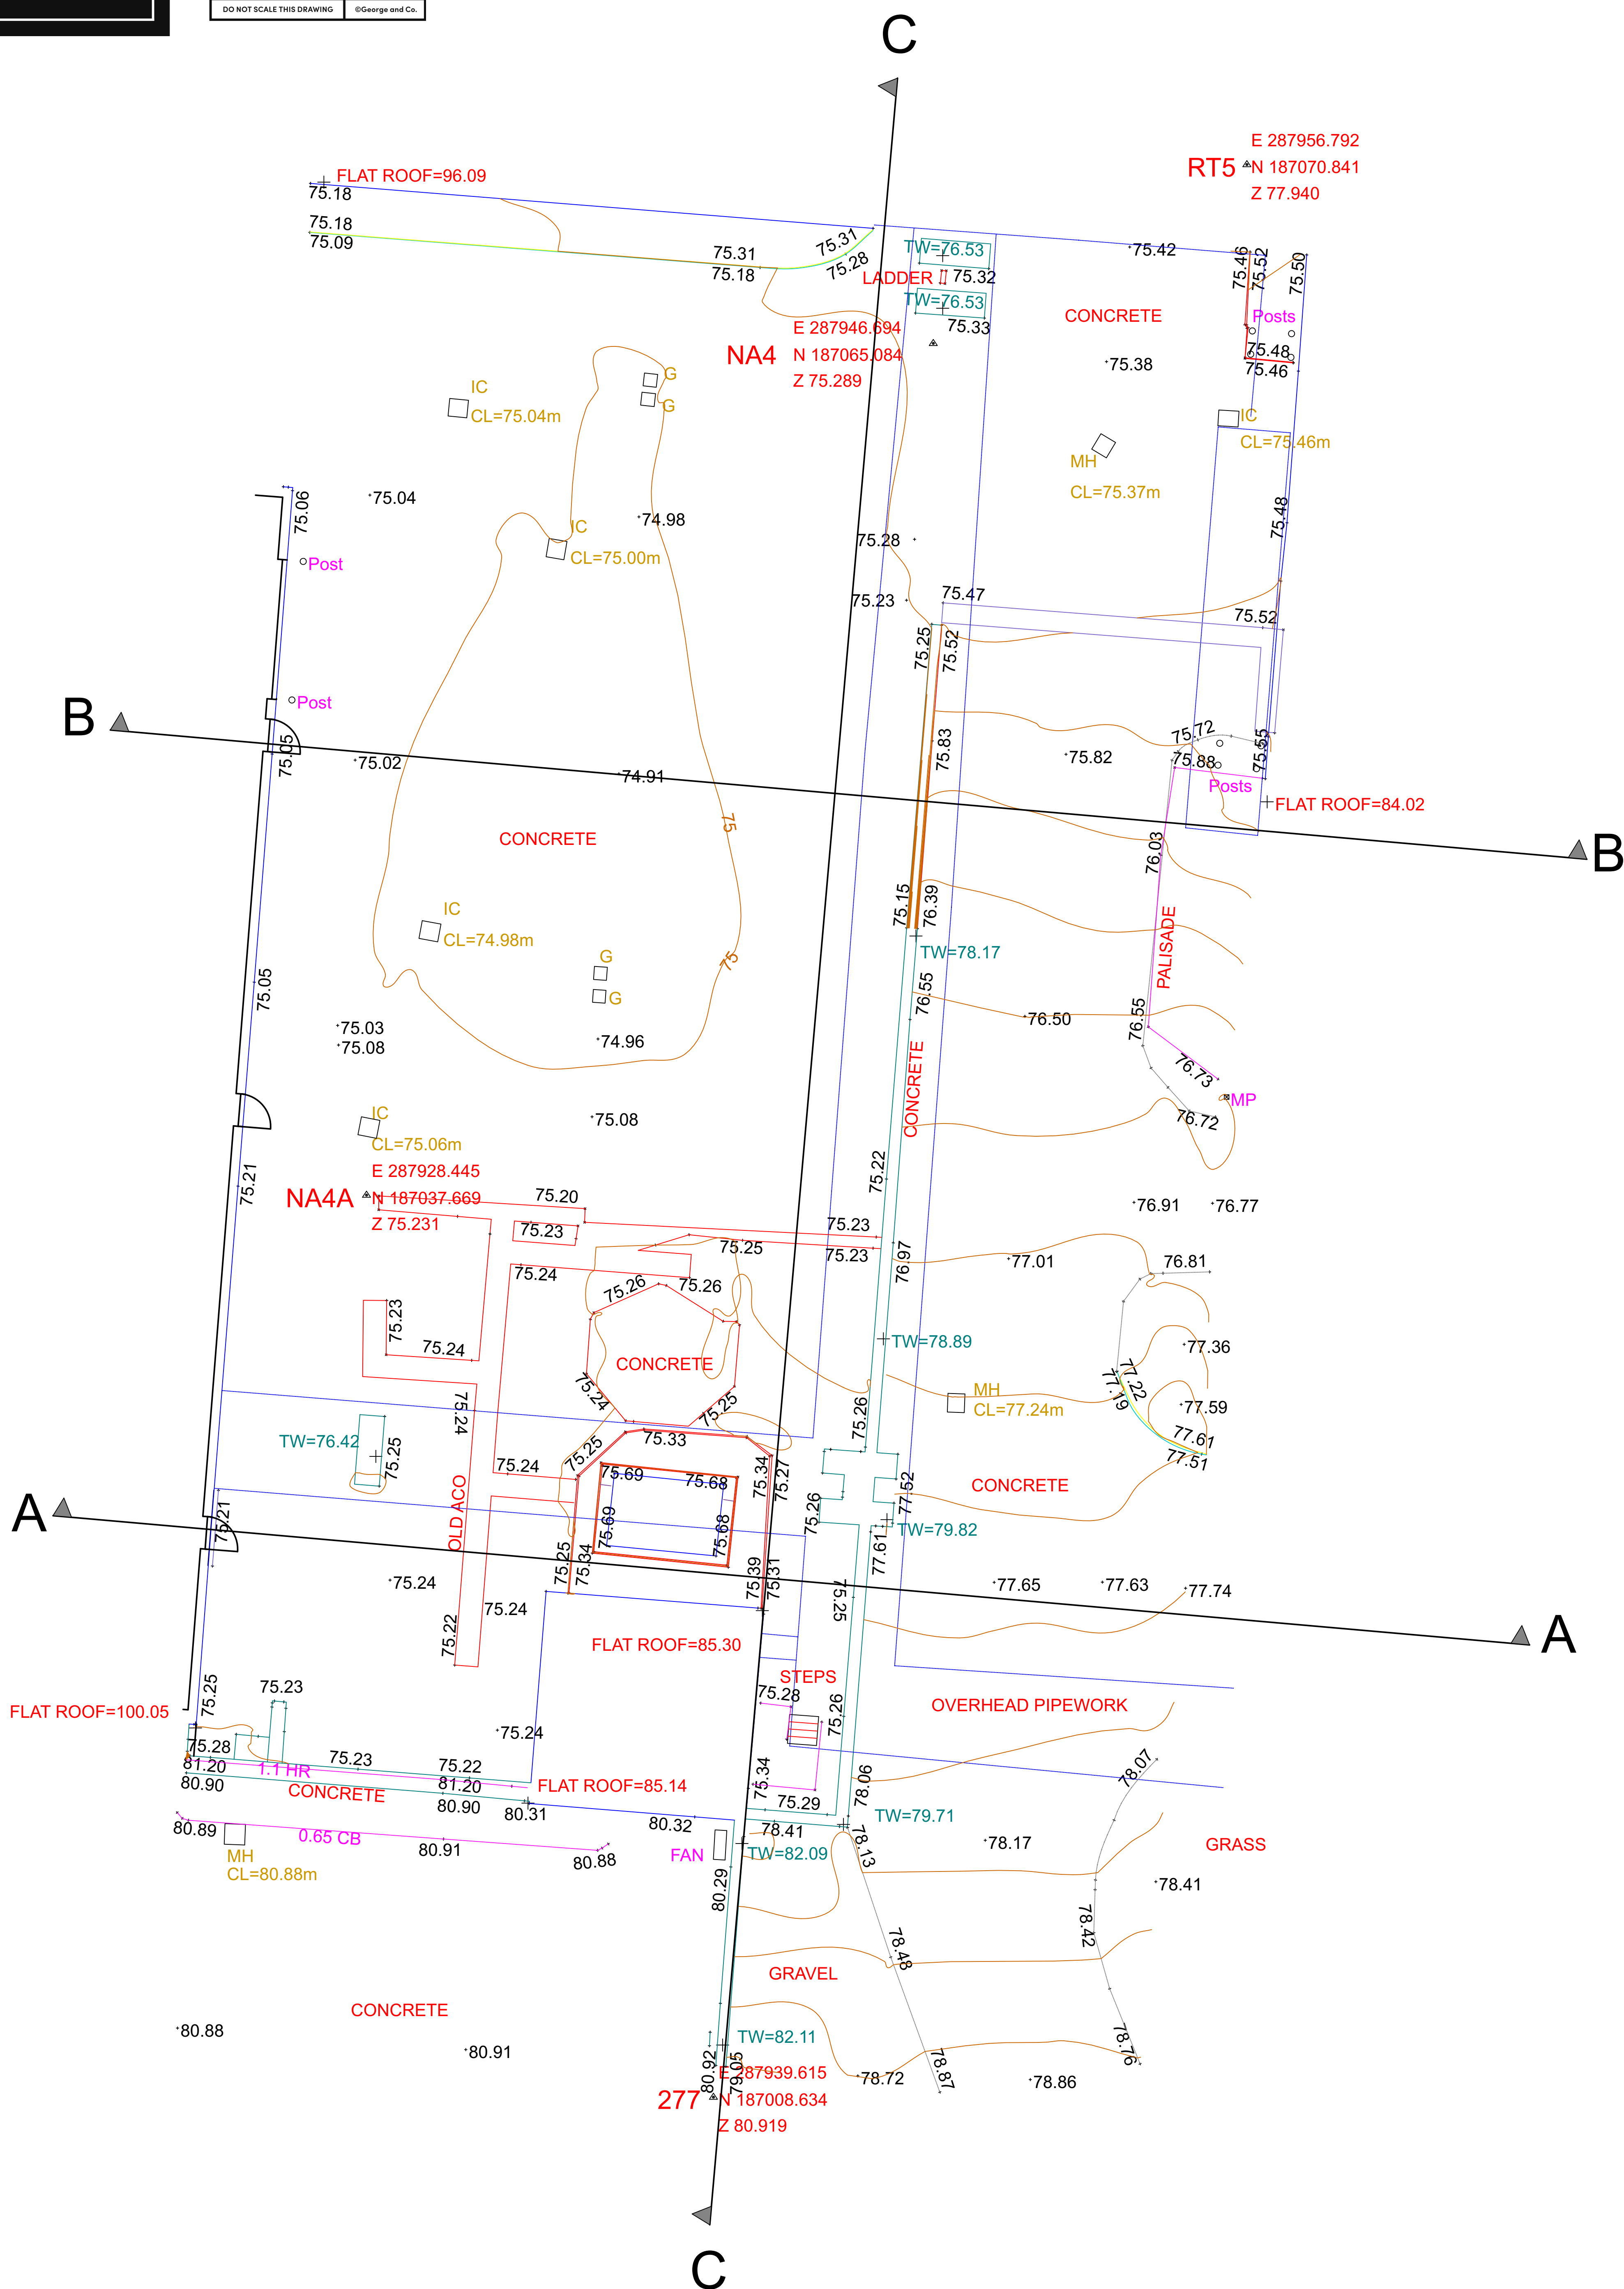 DO NOT SCALE THIS DRAWING
©George and Co.
C
E 287956.792
RT5
N 187070.841
Z 77.940
FLAT ROOF=96.09
75.18
75.18
75.09
75.31
75.18
75.31
75.28
TW=76.53
LADDER
75.32
TW=76.53
75.33
75.42
75.46
75.52
75.50
CONCRETE
Posts
75.48
75.46
E 287946.694
NA4
N 187065.084
Z 75.289
75.38
G
G
IC
CL=75.04m
IC
CL=75.46m
MH
CL=75.37m
75.06
75.04
74.98
75.48
IC
CL=75.00m
Post
75.28
75.23
75.47
75.52
75.25
75.52
Post
B
75.05
75.02
74.91
75.83
75.82
75.72
75.88
75.55
Posts
FLAT ROOF=84.02
75
CONCRETE
76.03
B
75.15
76.39
IC
CL=74.98m
75
TW=78.17
PALISADE
G
G
75.05
76.55
76.50
76.55
75.03
75.08
74.96
CONCRETE
76.73
MP
76.72
75.08
IC
CL=75.06m
E 287928.445
NA4A
N 187037.669
Z 75.231
75.21
75.22
75.20
75.23
75.23
75.25
75.23
76.97
76.91
76.77
77.01
76.81
75.24
75.26
75.26
75.23
75.24
CONCRETE
TW=78.89
77.36
75.24
75.25
75.24
MH
CL=77.24m
77.22
77.19
77.59
77.61
77.51
75.26
TW=76.42
75.25
75.33
75.25
75.24
75.69
75.68
75.34
75.27
75.69
75.68
CONCRETE
77.52
75.26
TW=79.82
77.61
A
75.21
OLD ACO
75.25
75.34
75.39
75.31
75.24
75.24
75.22
75.25
77.65
77.63
77.74
A
FLAT ROOF=85.30
STEPS
75.28
75.26
OVERHEAD PIPEWORK
75.25
75.23
FLAT ROOF=100.05
75.24
75.28
75.23
75.22
81.20
1.1 HR
81.20
80.90
CONCRETE
80.90
FLAT ROOF=85.14
80.31
80.32
75.34
75.29
78.06
78.07
TW=79.71
78.41
78.13
TW=82.09
80.89
0.65 CB
80.91
80.88
MH
CL=80.88m
FAN
80.29
78.17
GRASS
78.41
78.42
78.48
GRAVEL
CONCRETE
80.88
80.91
TW=82.11
80.92
79.05
78.72
78.87
78.86
78.76
E 287939.615
277
N 187008.634
Z 80.919
C